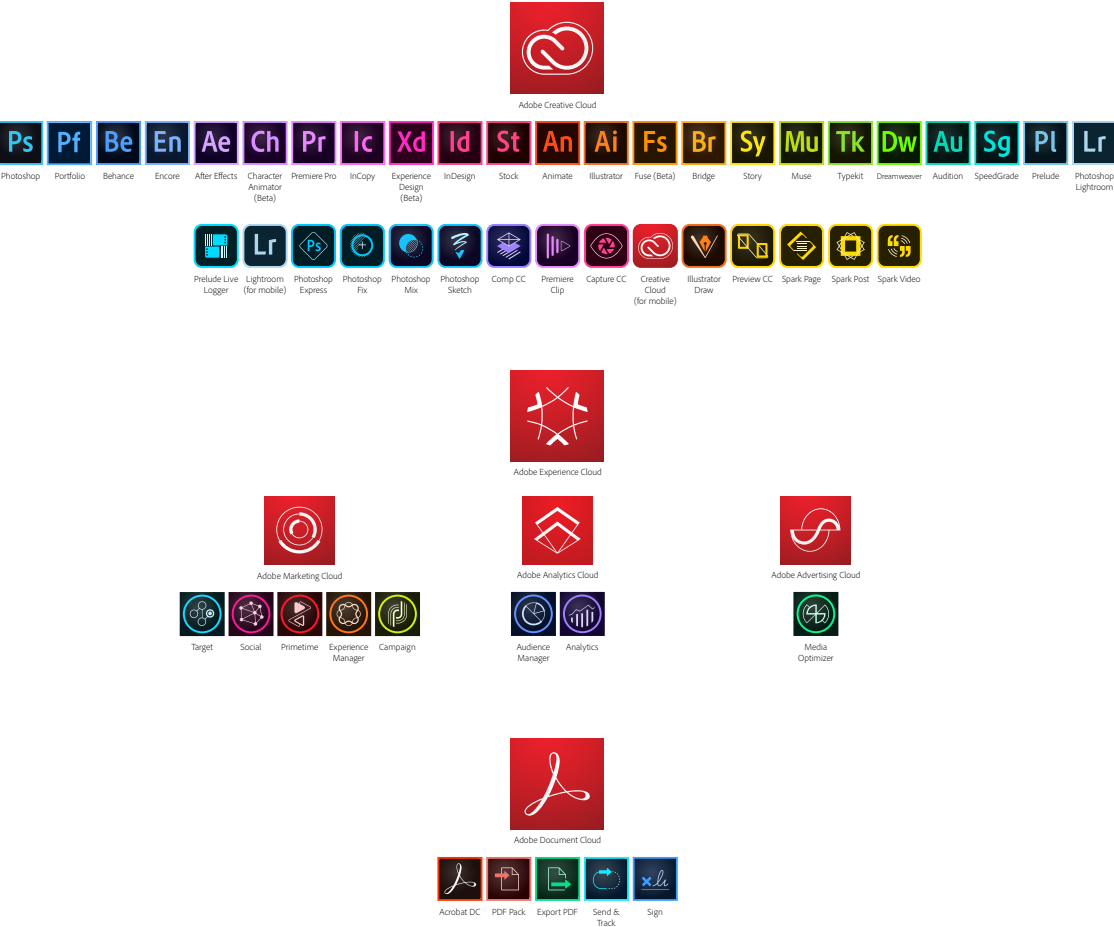 Adobe Creative Cloud
Ps Pf Be En Ae Ch Pr Ic Xd Id St An Ai Fs Br Sy Mu Tk Dw Au Sg Pl Lr
Photoshop Portfolio Behance Encore After Effects Character Premiere Pro InCopy Experience InDesign Stock Animate Illustrator Fuse (Beta) Bridge Story Muse Typekit Dreamweaver Audition SpeedGrade Prelude Photoshop
Animator Design Lightroom
(Beta) (Beta)
Lr Ps
Prelude Live Lightroom Photoshop Photoshop Photoshop Photoshop Comp CC Premiere Capture CC Creative Illustrator Preview CC Spark Page Spark Post Spark Video
Logger (for mobile) Express Fix Mix Sketch Clip Cloud Draw
(for mobile)
Adobe Experience Cloud
Adobe Marketing Cloud Adobe Analytics Cloud Adobe Advertising Cloud
Target Social Primetime Experience Campaign Audience Analytics Media
Manager Manager Optimizer
Adobe Document Cloud
Acrobat DC PDF Pack Export PDF Send & Sign
Track